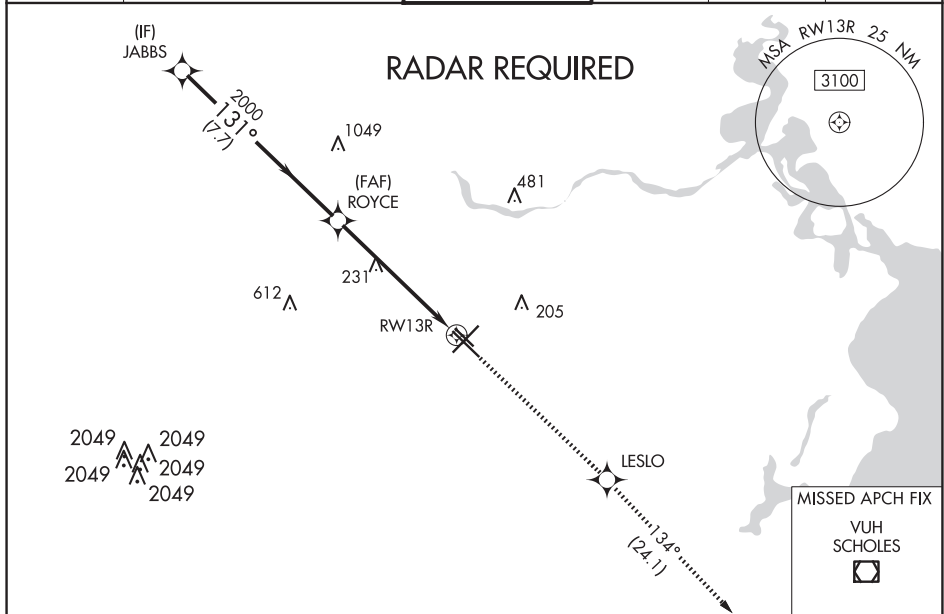 (IF)
JABBS
RADAR REQUIRED
MSA RW13R 25 NM
3100
2000
131°
(7.7)
1049
(FAF)
ROYCE
481
231
612
205
RW13R
2049
2049
2049
2049
2049
LESLO
134°
(24.1)
MISSED APCH FIX
VUH
SCHOLES